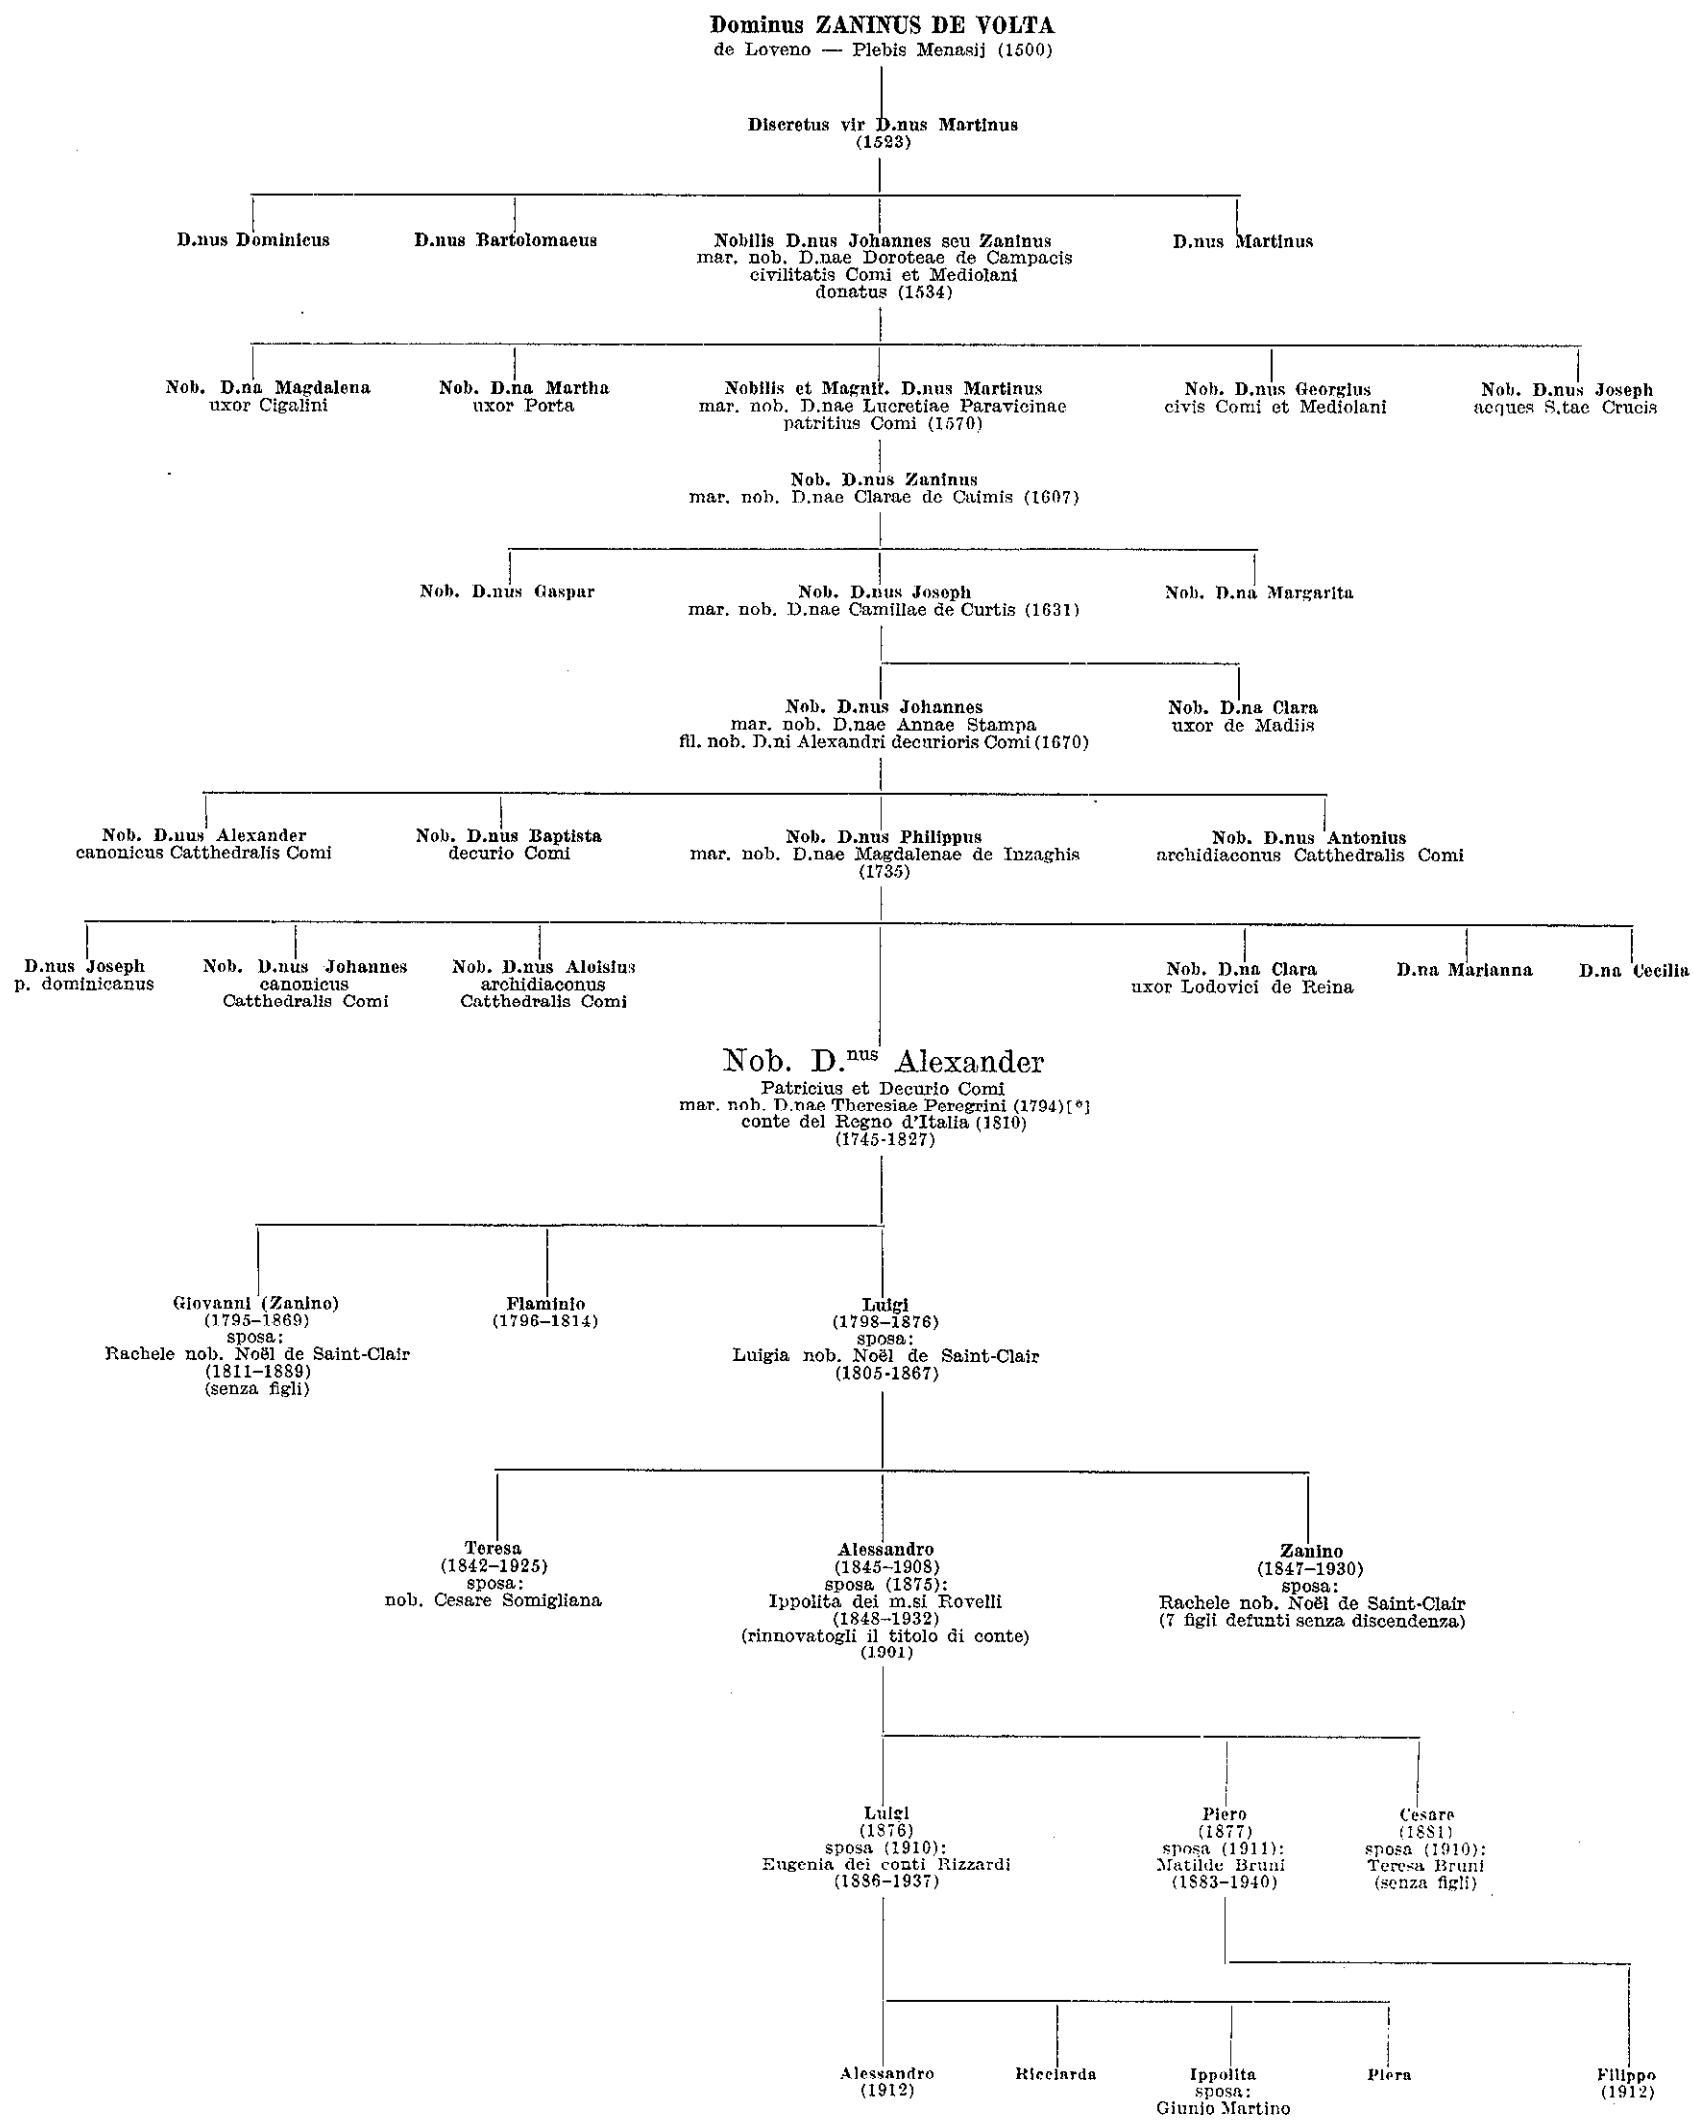 Dominus ZANINUS DE VOLTA
de Loveno — Plebis Menasij (1500)
Discretus vir D.nus Martinus
(1523)
D.nus Dominicus
D.nus Bartolomaeus
Nobilis D.nus Johannes seu Zaninus
mar. nob. D.nae Doroteae de Campacis
civilitatis Comi et Mediolani
donatus (1534)
D.nus Martinus
Nob. D.na Magdalena
uxor Cigalini
Nob. D.na Martha
uxor Porta
Nobilis et Magnif. D.nus Martinus
mar. nob. D.nae Lucretiae Paravicinae
patritius Comi (1570)
Nob. D.nus Georgius
civis Comi et Mediolani
Nob. D.nus Joseph
aeques S.tae Crucis
Nob. D.nus Zaninus
mar. nob. D.nae Clarae de Caimis (1607)
Nob. D.nus Gaspar
Nob. D.nus Joseph
mar. nob. D.nae Camillae de Curtis (1631)
Nob. D.na Margarita
Nob. D.nus Johannes
mar. nob. D.nae Annae Stampa
fil. nob. D.ni Alexandri decurioris Comi (1670)
Nob. D.na Clara
uxor de Madiis
Nob. D.nus Alexander
canonicus Catthedralis Comi
Nob. D.nus Baptista
decurio Comi
Nob. D.nus Philippus
mar. nob. D.nae Magdalenae de Inzaghis
(1735)
Nob. D.nus Antonius
archidiaconus Catthedralis Comi
D.nus Joseph
p. dominicanus
Nob. D.nus Johannes
canonicus
Catthedralis Comi
Nob. D.nus Aloisius
archidiaconus
Catthedralis Comi
Nob. D.na Clara
uxor Lodovici de Reina
D.na Marianna
D.na Cecilia
Nob. D.nus Alexander
Patricius et Decurio Comi
mar. nob. D.nae Theresiae Peregrini (1794) [*]
conte del Regno d'Italia (1810)
(1745-1827)
Giovanni (Zanino)
(1795–1869)
sposa:
Rachele nob. Noël de Saint-Clair
(1811–1889)
(senza figli)
Flaminio
(1796–1814)
Luigi
(1798–1876)
sposa:
Luigia nob. Noël de Saint-Clair
(1805-1867)
Teresa
(1842–1925)
sposa:
nob. Cesare Somigliana
Alessandro
(1845–1908)
sposa (1875):
Ippolita dei m.si Rovelli
(1848–1932)
(rinnovatogli il titolo di conte)
(1901)
Zanino
(1847–1930)
sposa:
Rachele nob. Noël de Saint-Clair
(7 figli defunti senza discendenza)
Luigi
(1876)
sposa (1910):
Eugenia dei conti Rizzardi
(1886–1937)
Piero
(1877)
sposa (1911):
Matilde Bruni
(1883–1940)
Cesare
(1881)
sposa (1910):
Teresa Bruni
(senza figli)
Alessandro
(1912)
Ricciarda
Ippolita
sposa:
Giunio Martino
Piera
Filippo
(1912)